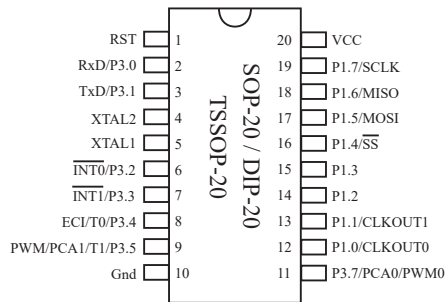 RST 1 20 VCC
RxD/P3.0 2 19 P1.7/SCLK
TxD/P3.1 3 18 P1.6/MISO
XTAL2 4 17 P1.5/MOSI
XTAL1 5 16 P1.4/S̅S̅
I̅N̅T̅0̅/P3.2 6 15 P1.3
I̅N̅T̅1̅/P3.3 7 14 P1.2
ECI/T0/P3.4 8 13 P1.1/CLKOUT1
PWM/PCA1/T1/P3.5 9 12 P1.0/CLKOUT0
Gnd 10 11 P3.7/PCA0/PWM0
SOP-20 / DIP-20
TSSOP-20